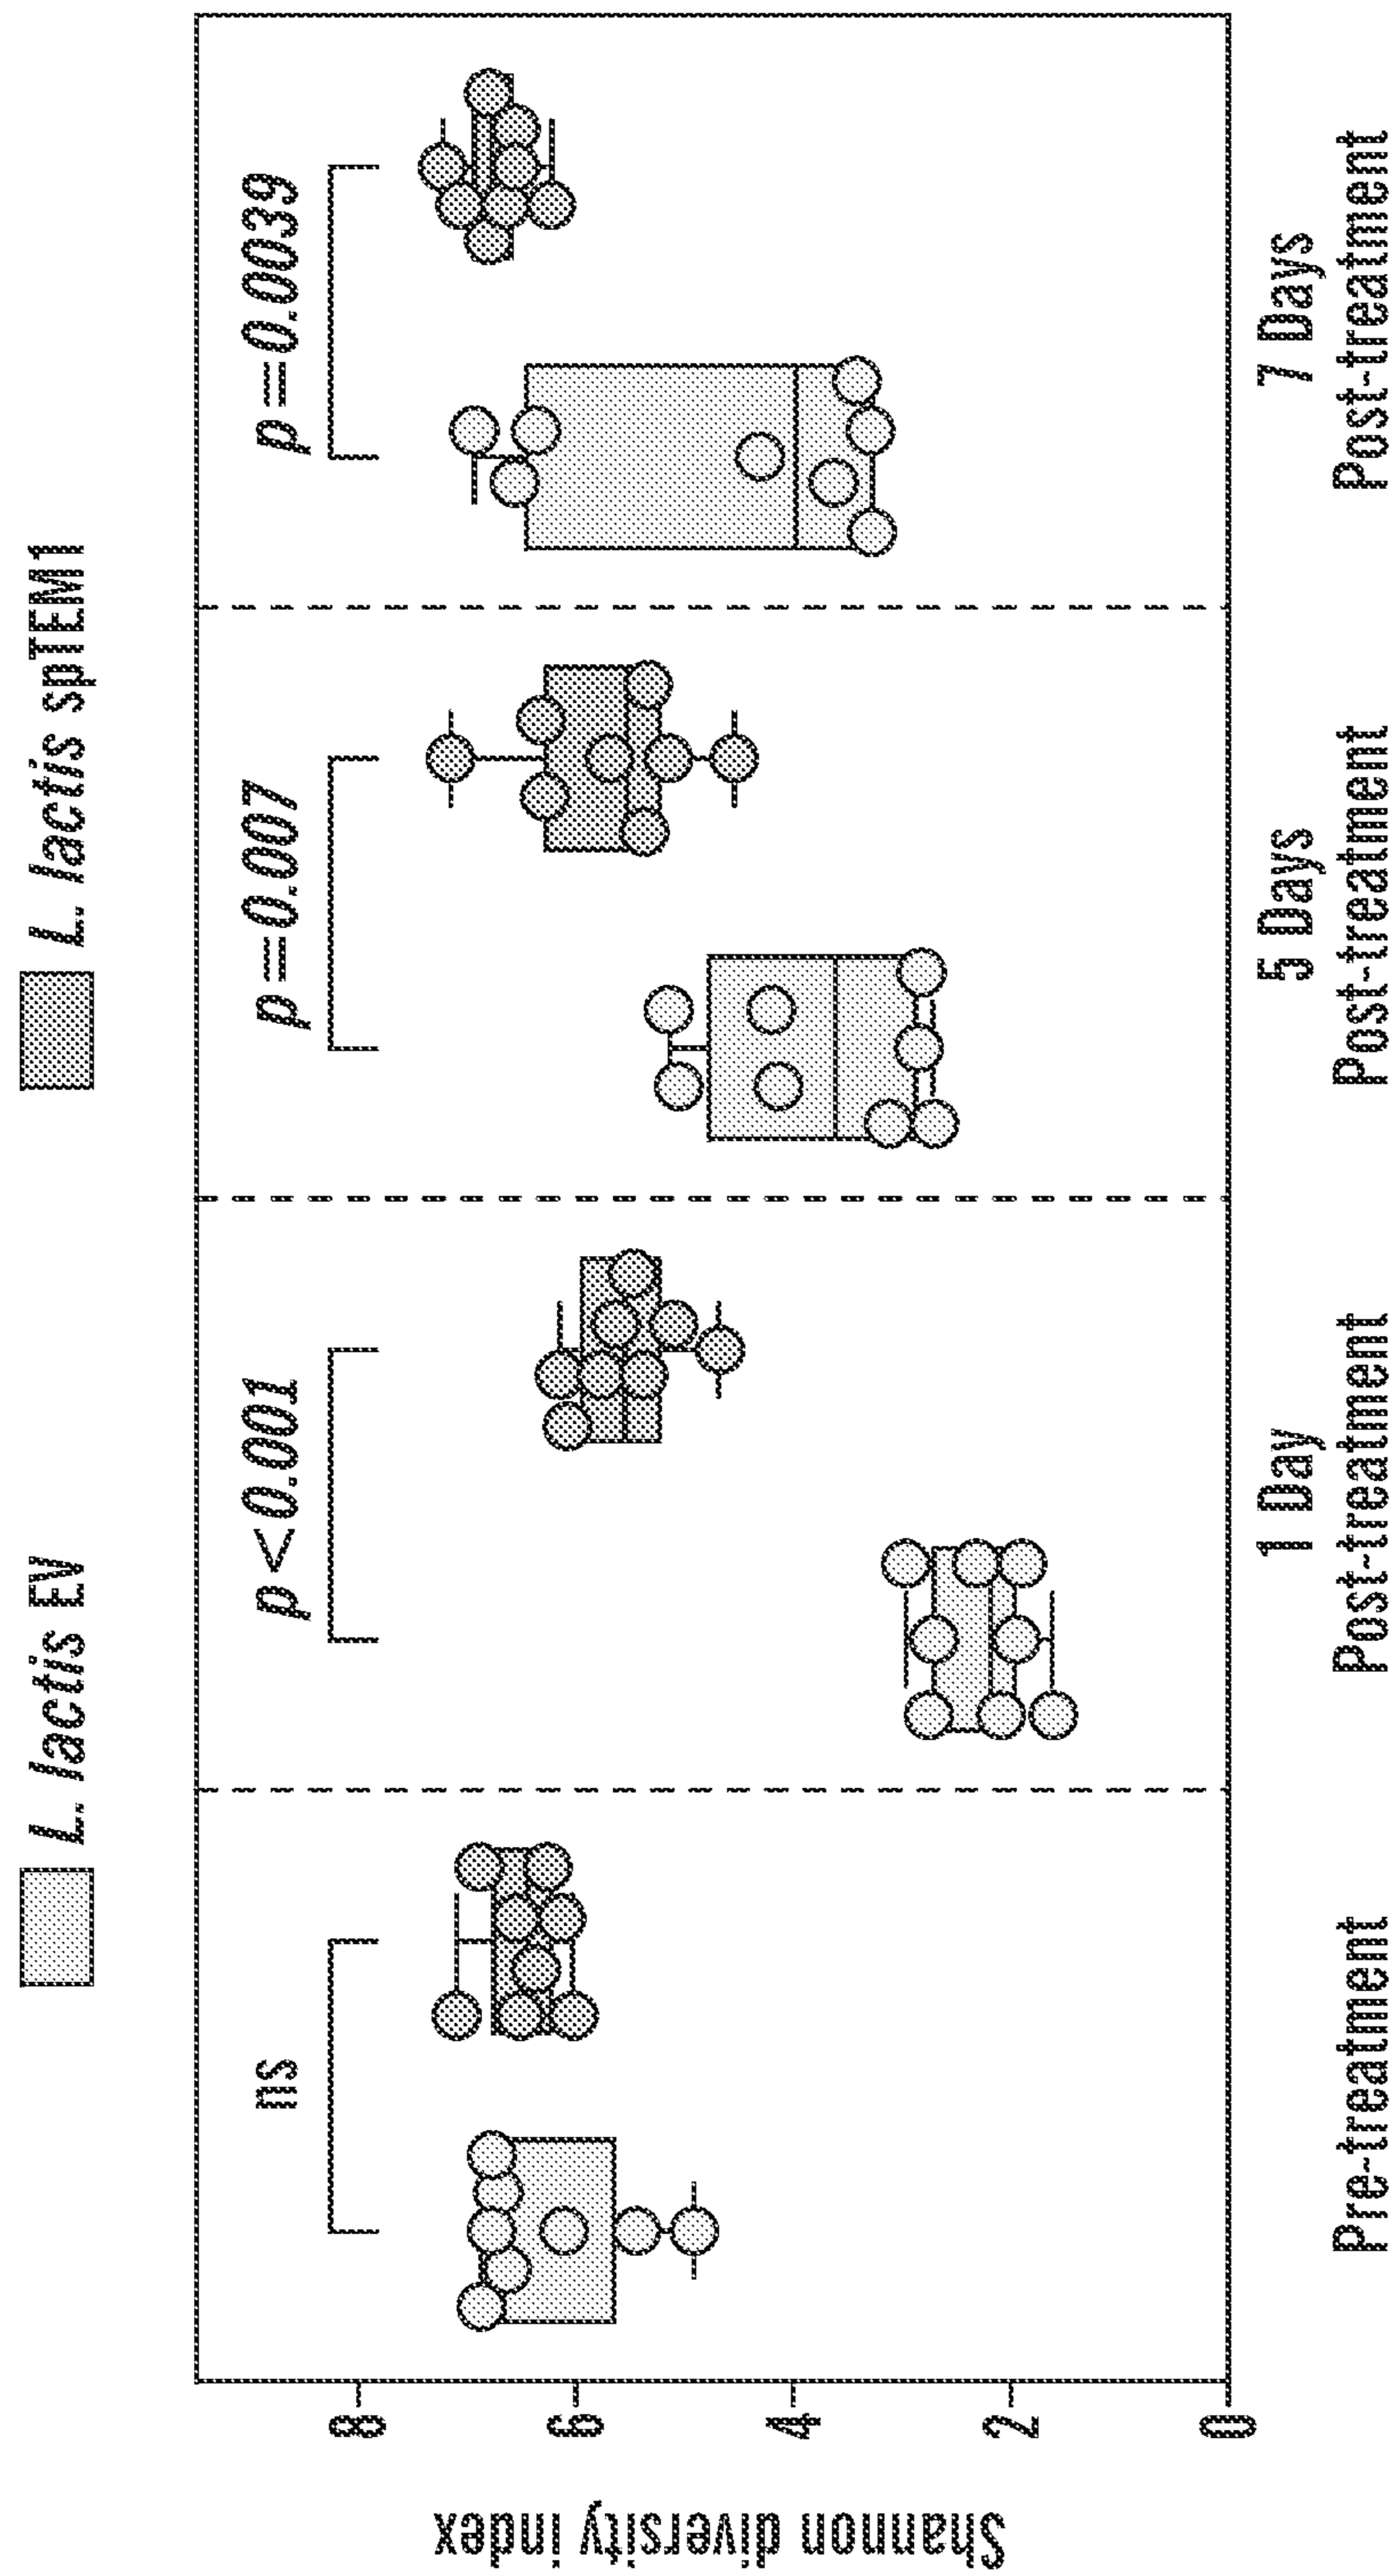 L. lactis EV
L. lactis spTEM1
Shannon diversity index
8
6
4
2
0
ns
p<0.001
p=0.007
p=0.0039
Pre-treatment
1 Day
Post-treatment
5 Days
Post-treatment
7 Days
Post-treatment